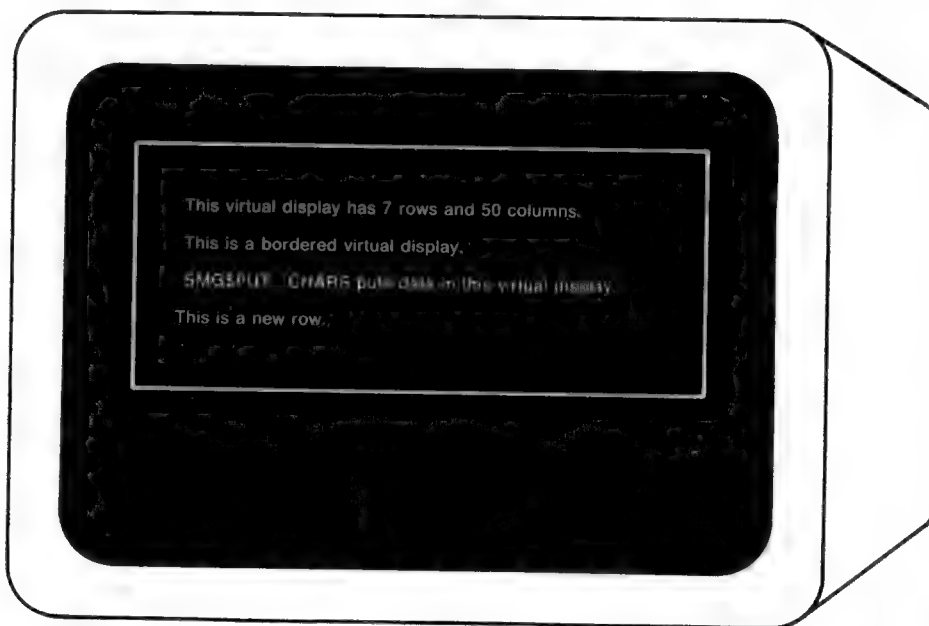 This virtual display has 7 rows and 50 columns.
This is a bordered virtual display.
SMG$PUT_CHARS puts data in this virtual display.
This is a new row.